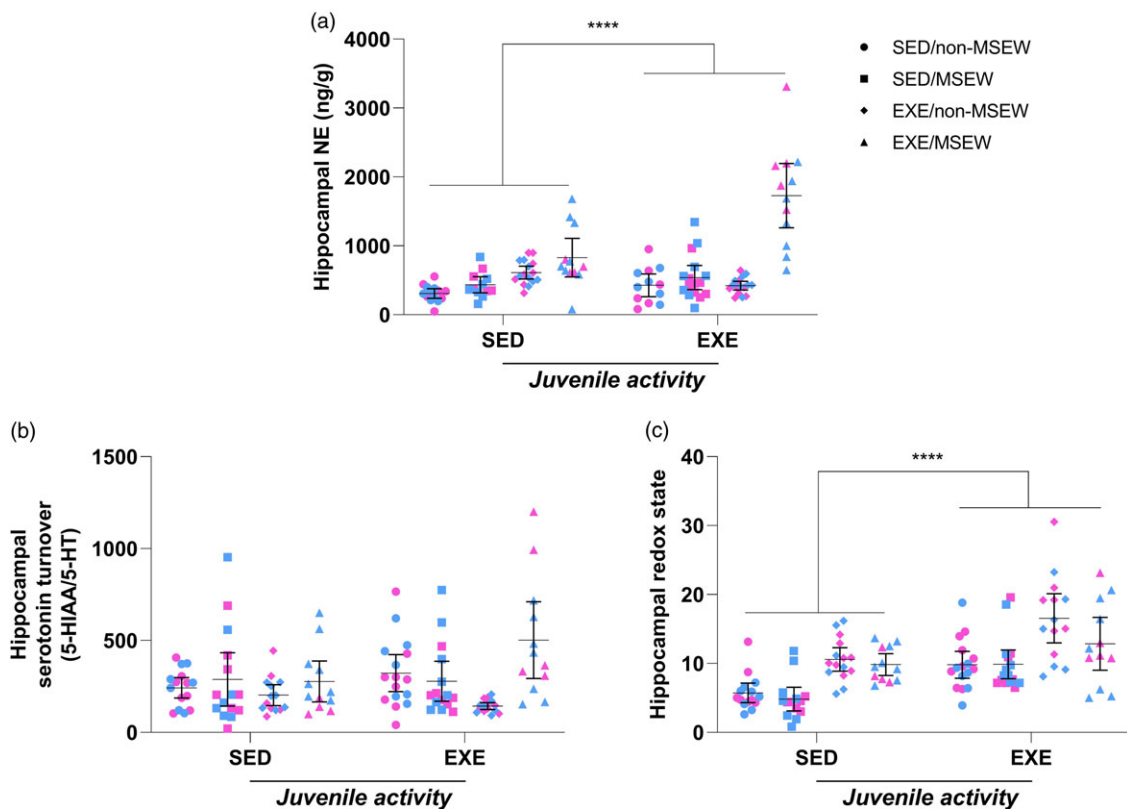 (a)
****
Hippocampal NE (ng/g)
4000
3000
2000
1000
0
SED
EXE
Juvenile activity
SED/non-MSEW
SED/MSEW
EXE/non-MSEW
EXE/MSEW
(b)
Hippocampal
serotonin turnover
(5-HIAA/5-HT)
1500
1000
500
0
SED
EXE
Juvenile activity
(c)
****
Hippocampal redox state
40
30
20
10
0
SED
EXE
Juvenile activity